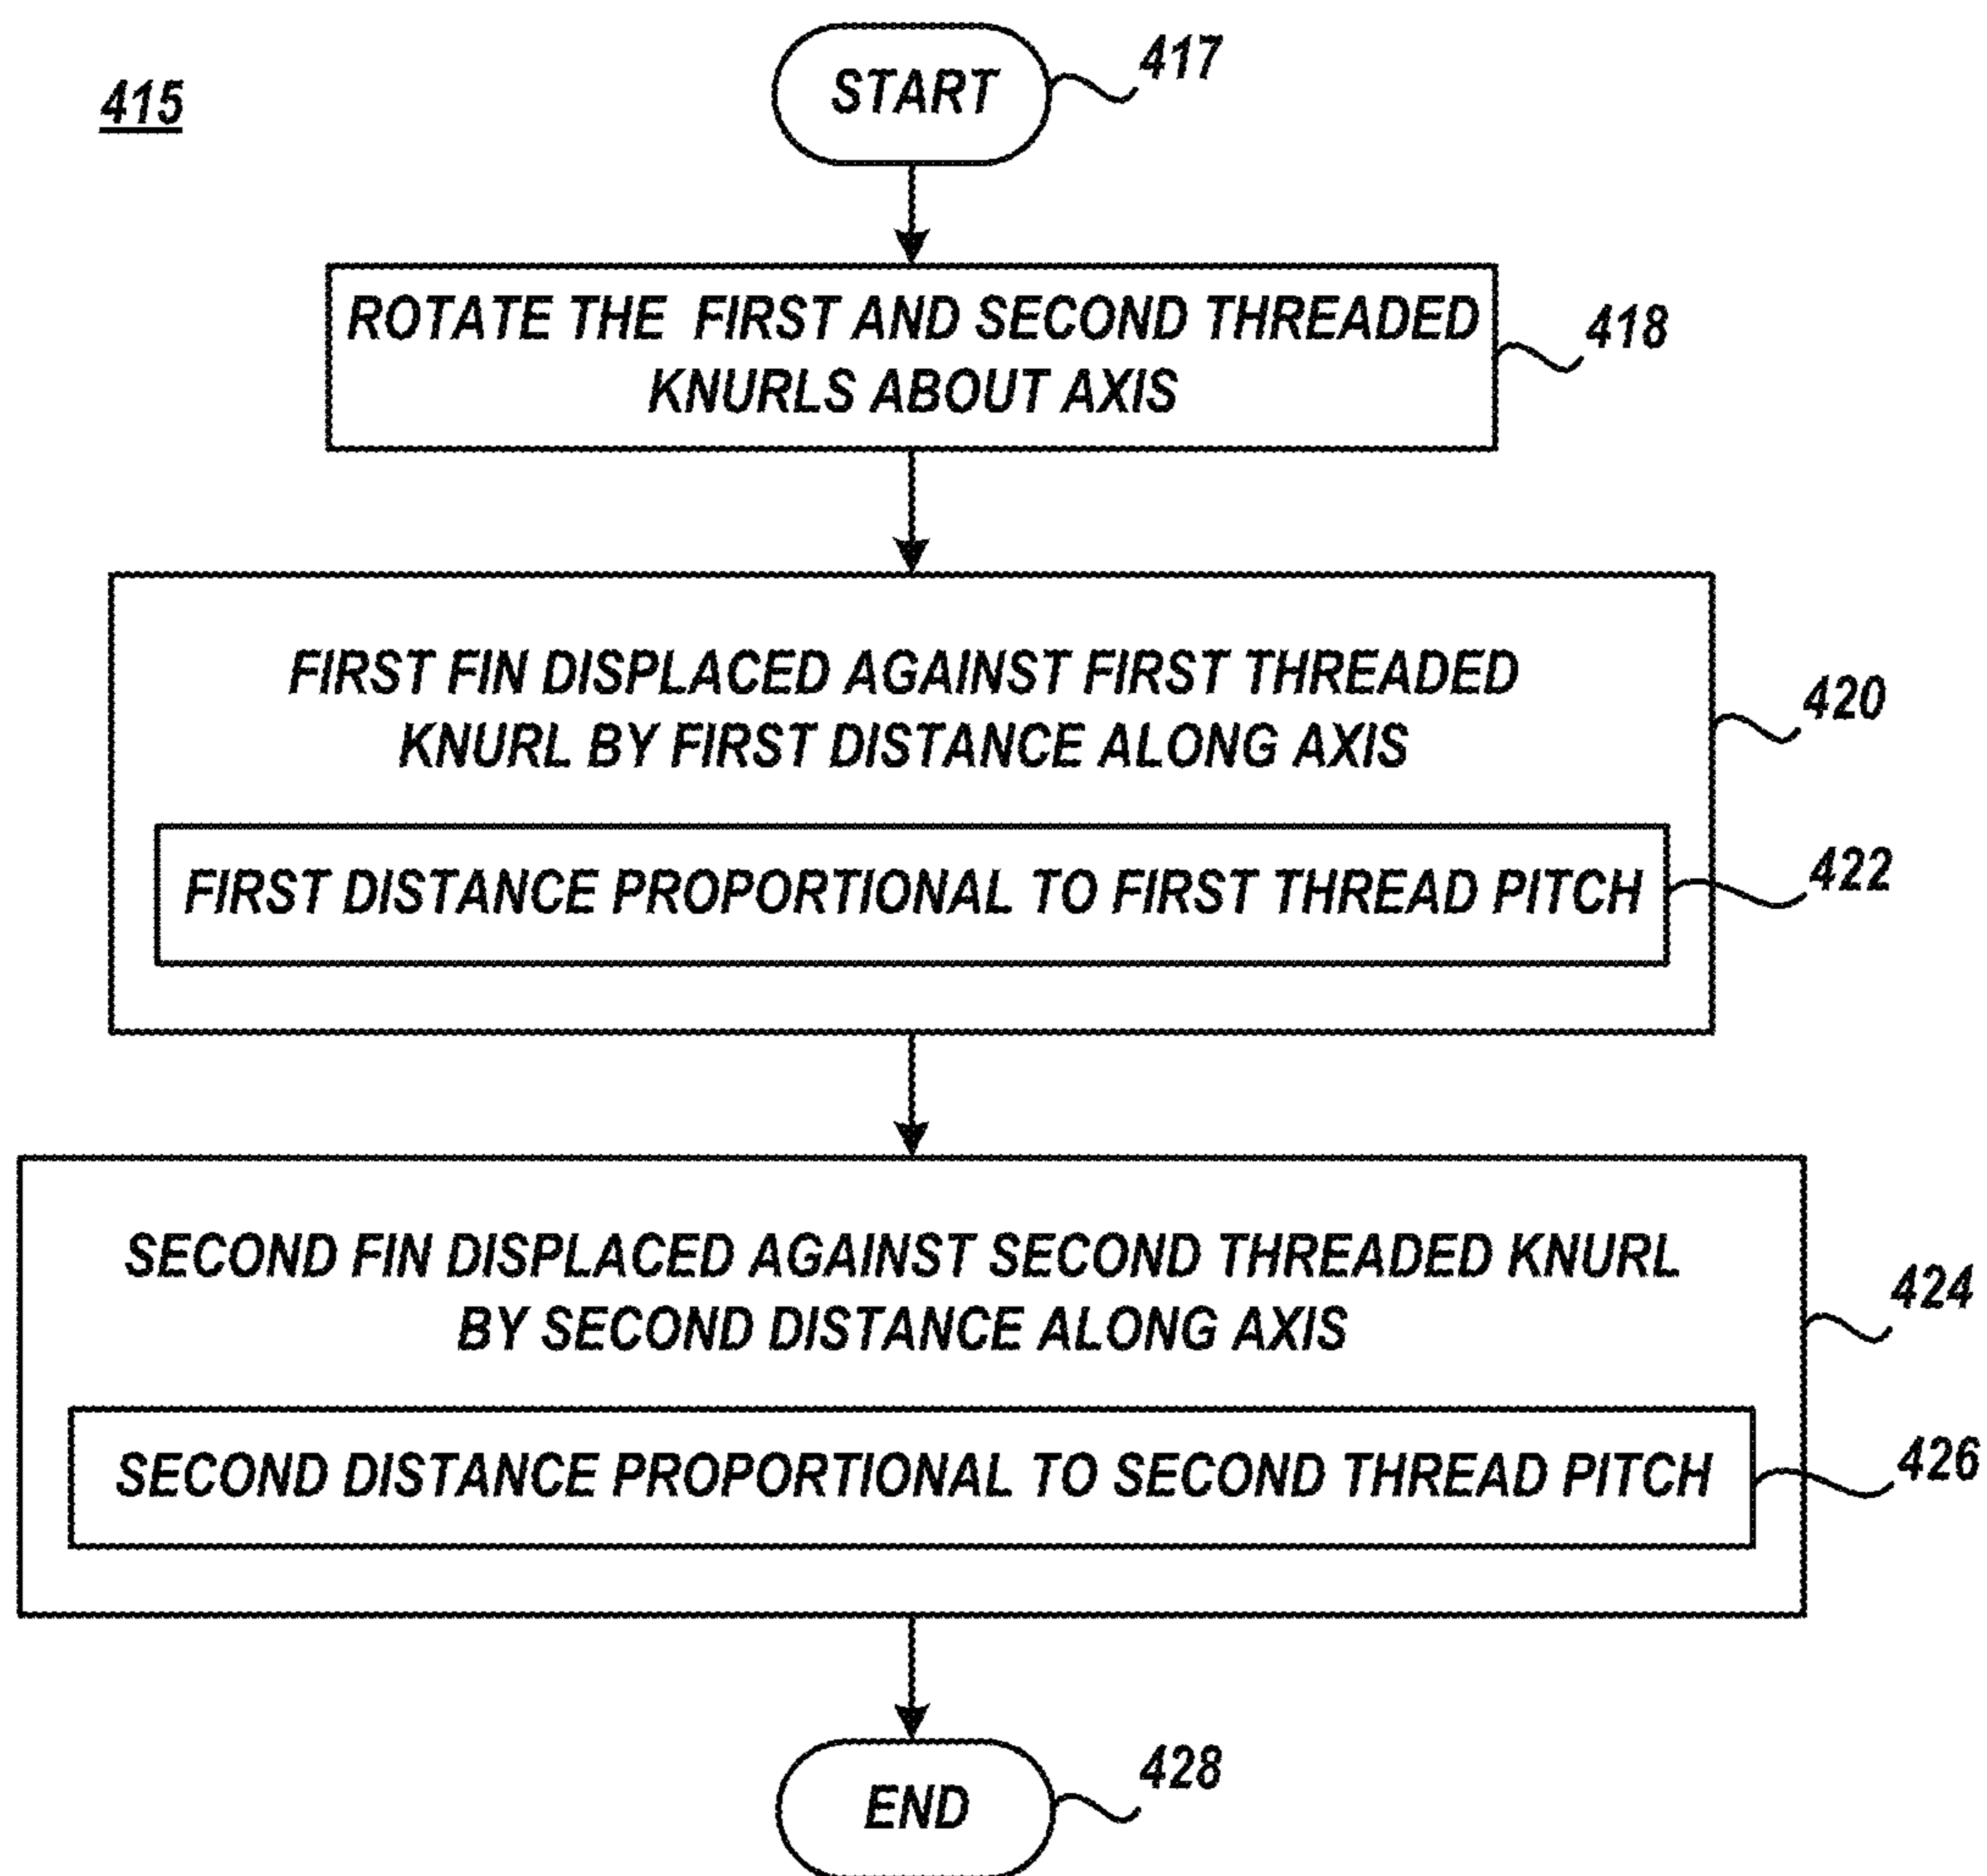 415
START
417
ROTATE THE FIRST AND SECOND THREADED
KNURLS ABOUT AXIS
418
FIRST FIN DISPLACED AGAINST FIRST THREADED
KNURL BY FIRST DISTANCE ALONG AXIS
420
FIRST DISTANCE PROPORTIONAL TO FIRST THREAD PITCH
422
SECOND FIN DISPLACED AGAINST SECOND THREADED KNURL
BY SECOND DISTANCE ALONG AXIS
424
SECOND DISTANCE PROPORTIONAL TO SECOND THREAD PITCH
426
END
428